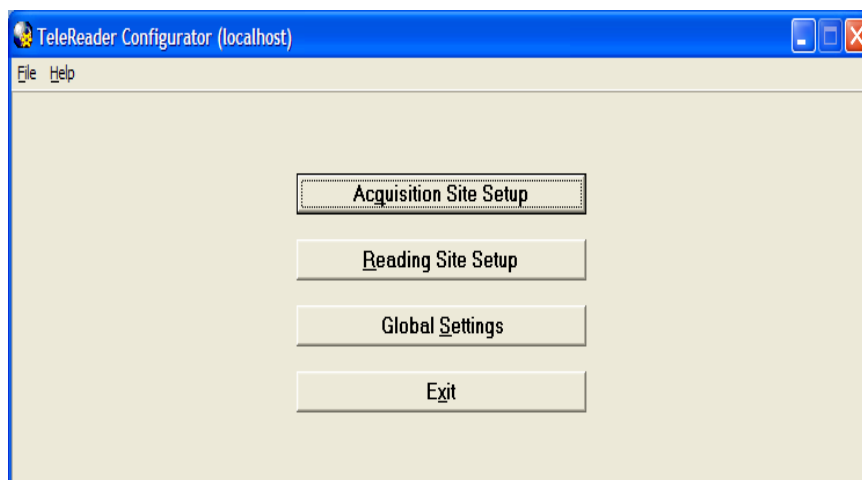 TeleReader Configurator (localhost)
File Help
Acquisition Site Setup
Reading Site Setup
Global Settings
Exit